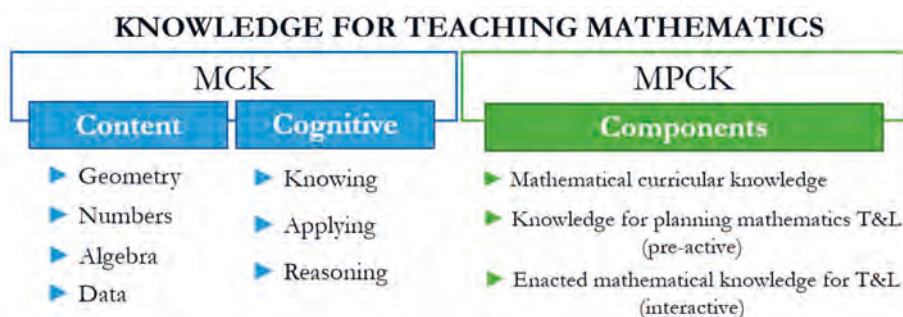 KNOWLEDGE FOR TEACHING MATHEMATICS
MCK
MPCK
Content
Cognitive
Components
Geometry
Numbers
Algebra
Data
Knowing
Applying
Reasoning
Mathematical curricular knowledge
Knowledge for planning mathematics T&L
(pre-active)
Enacted mathematical knowledge for T&L
(interactive)